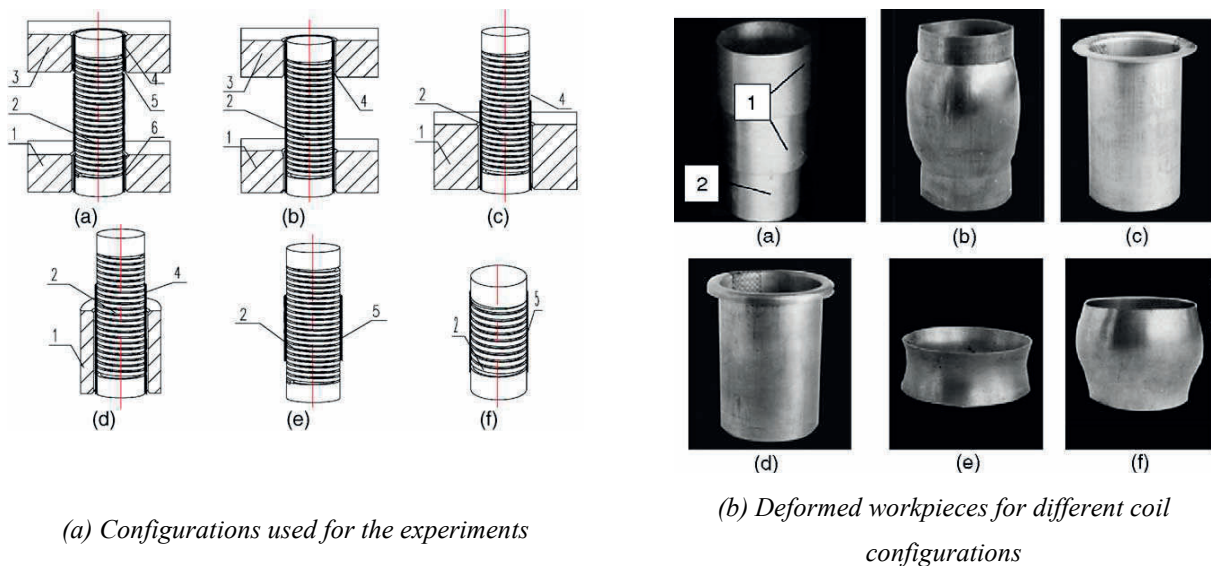 3
2
1
4
5
6
(a)
3
2
1
4
(b)
2
1
4
(c)
2
1
4
(d)
2
5
(e)
2
5
(f)
(a) Configurations used for the experiments
1
2
(a)
(b)
(c)
(d)
(e)
(f)
(b) Deformed workpieces for different coil
configurations